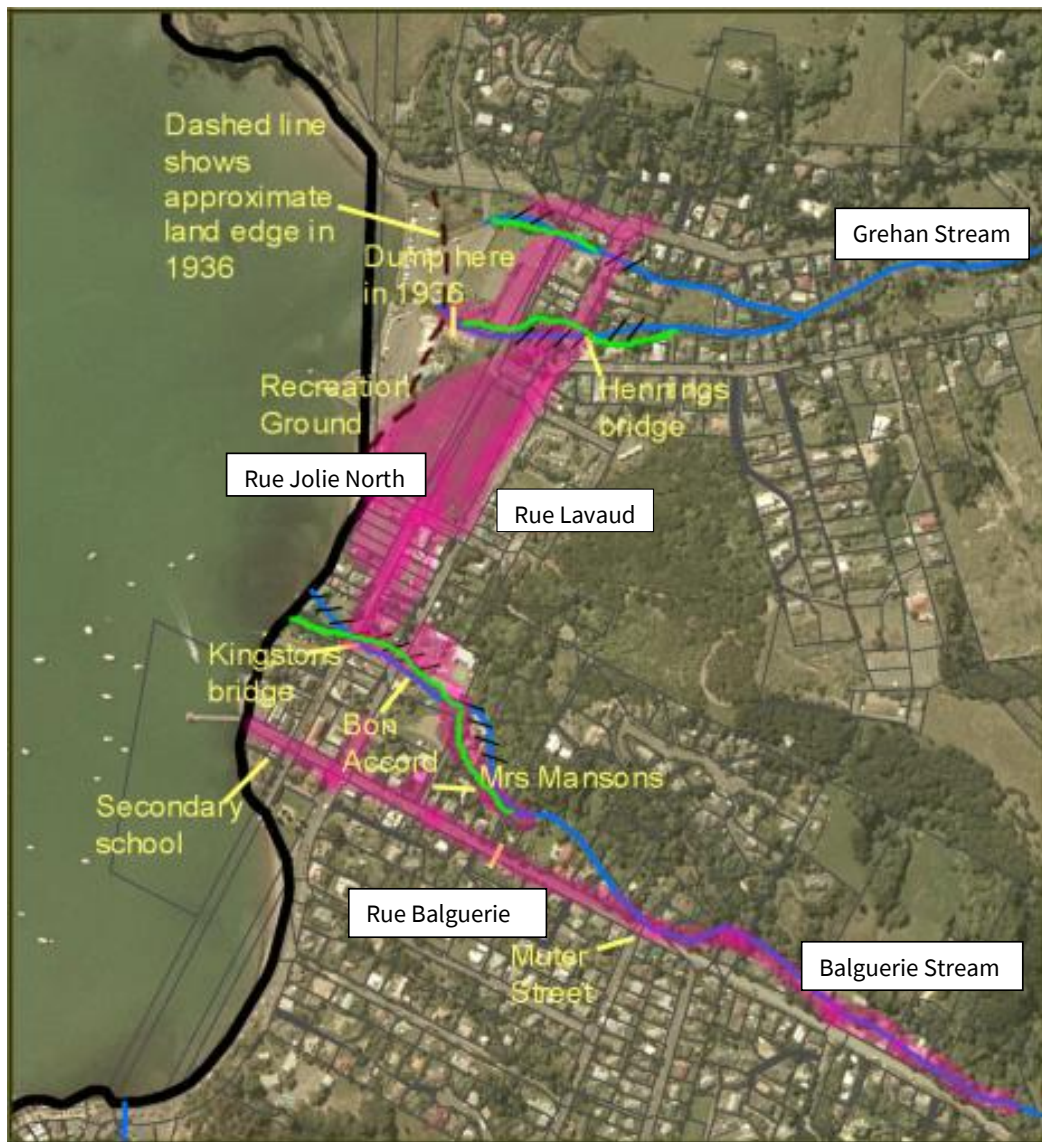 Dashed line
shows
approximate
land edge in
1936
Grehan Stream
Dump here
in 1936
Recreation
Ground
Hennings
bridge
Rue Jolie North
Rue Lavaud
Kingstons
bridge
Bon
Accord
Mrs Mansons
Secondary
school
Rue Balguerie
Muter
Street
Balguerie Stream